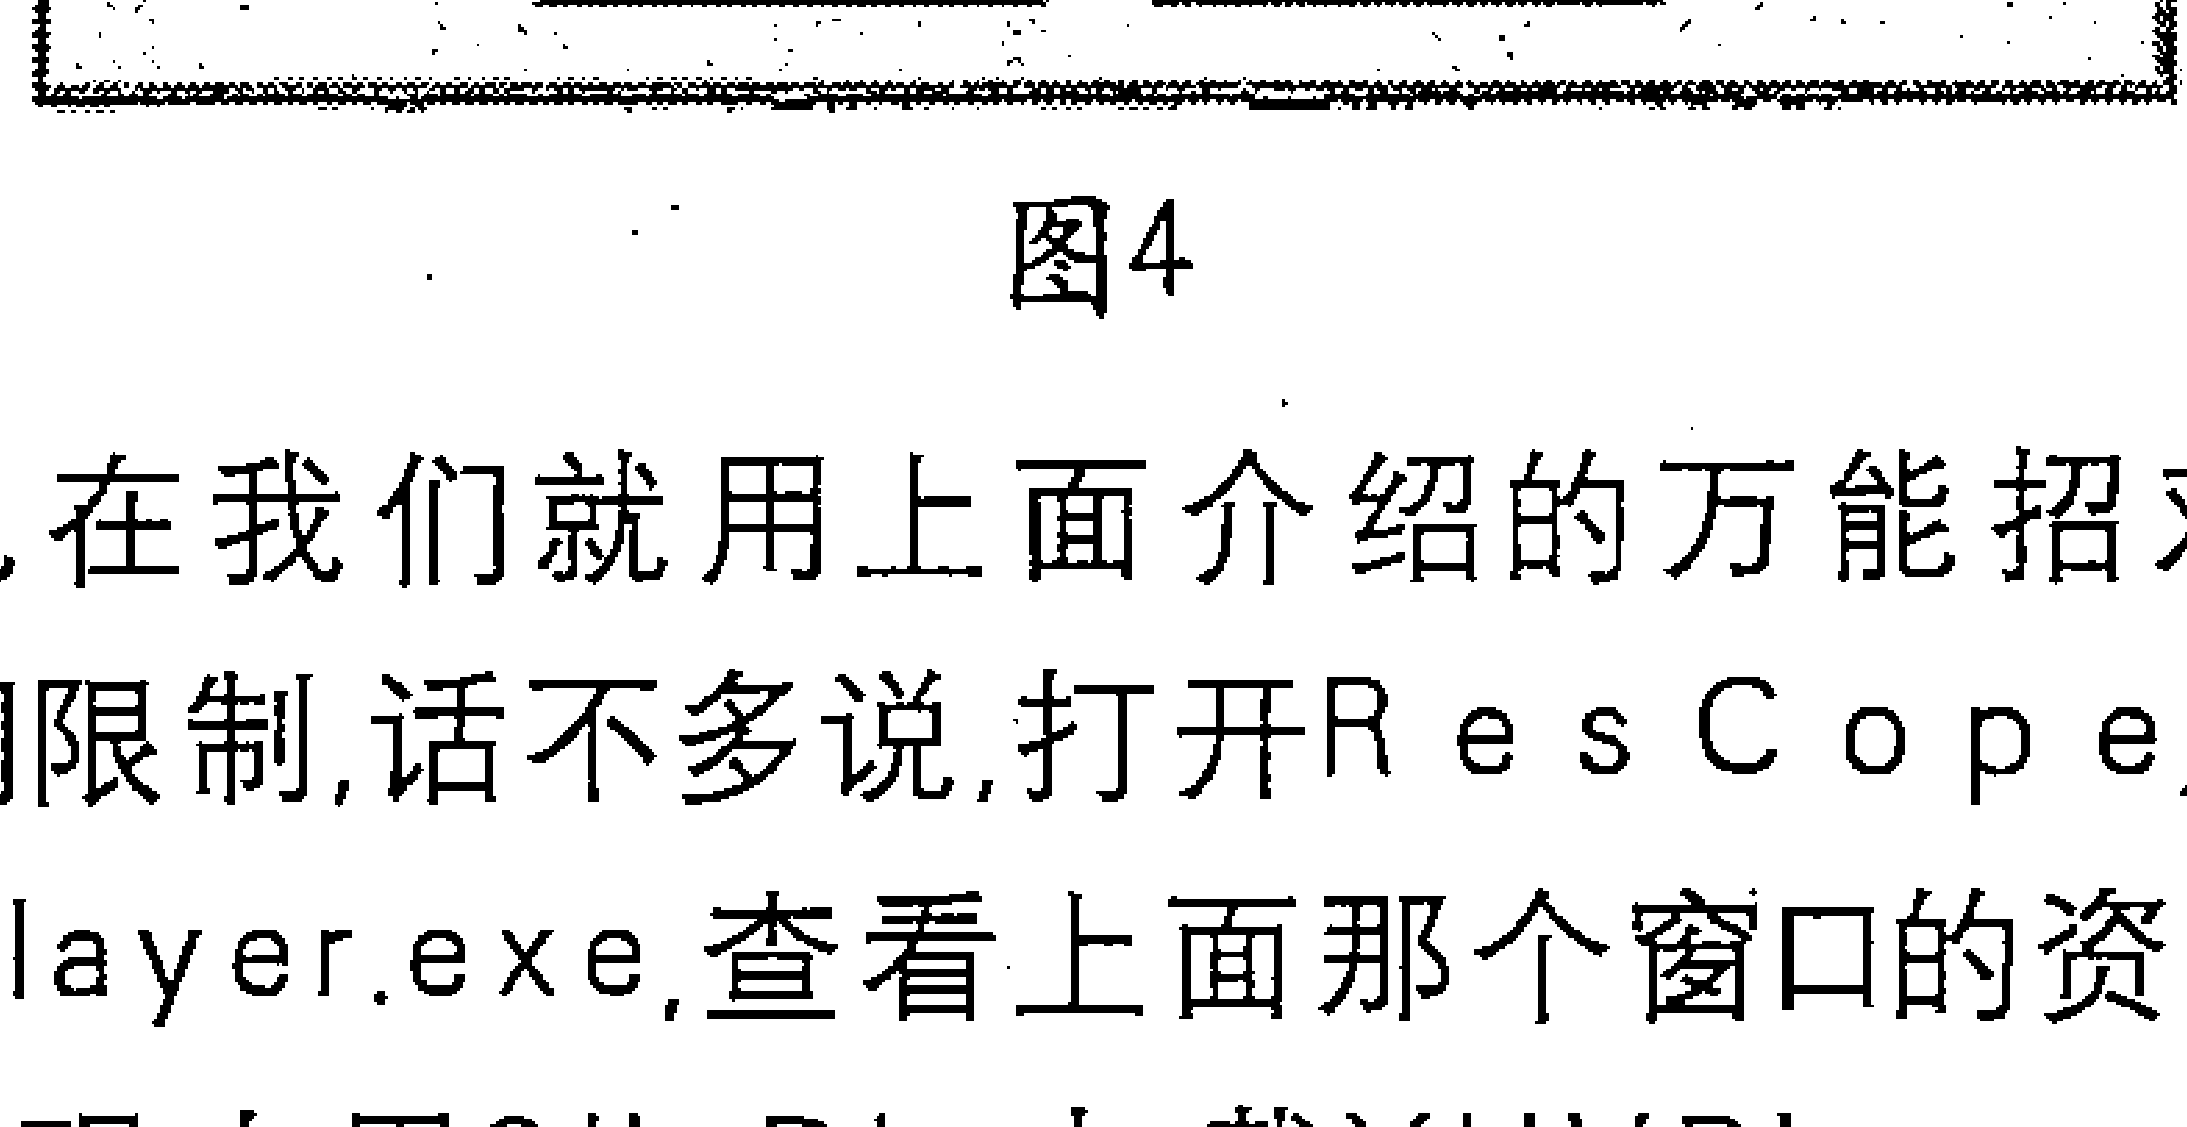 图4
在我们就用上面介绍的万能招
限制,话不多说,打开ResCope
layer.exe,查看上面那个窗口的资